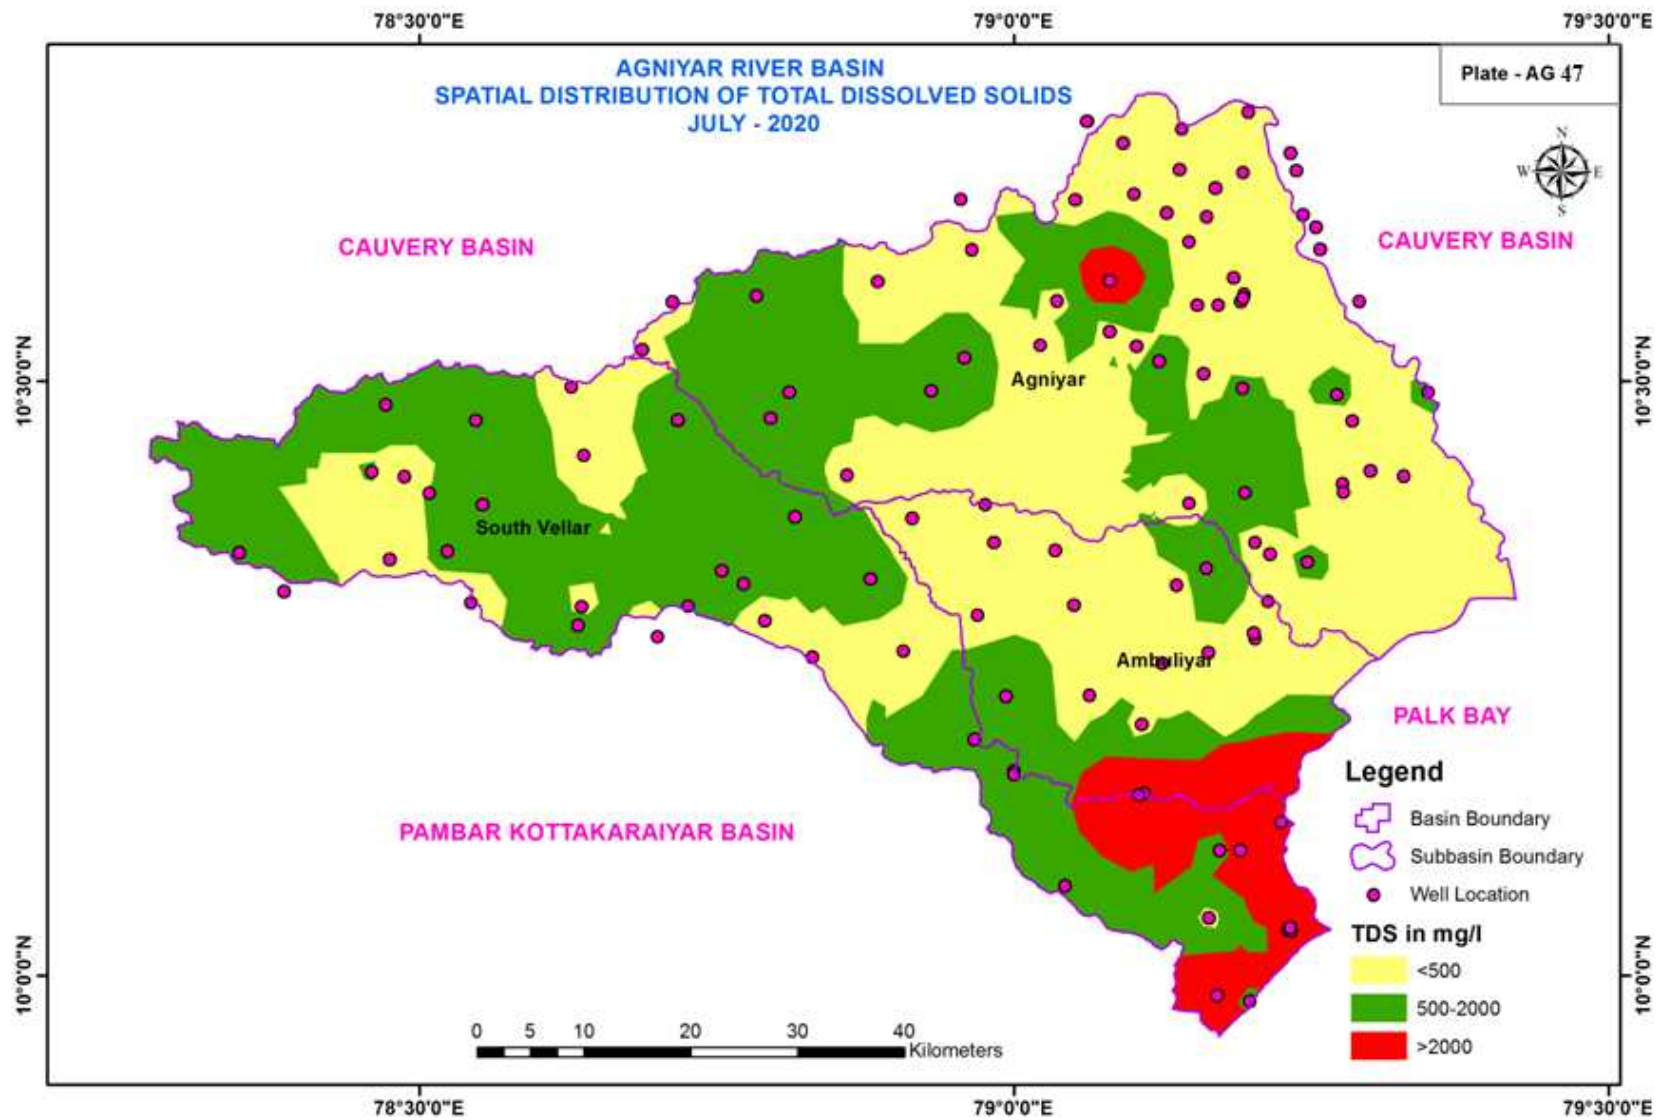 78°30'0"E
79°0'0"E
79°30'0"E
AGNIYAR RIVER BASIN
SPATIAL DISTRIBUTION OF TOTAL DISSOLVED SOLIDS
JULY - 2020
Plate - AG 47
N
W
E
S
CAUVERY BASIN
CAUVERY BASIN
10°30'0"N
10°30'0"N
Agniyar
South Vellar
Ambuliyar
PALK BAY
PAMBAR KOTTAKARAIYAR BASIN
Legend
Basin Boundary
Subbasin Boundary
Well Location
TDS in mg/l
<500
500-2000
>2000
10°0'0"N
10°0'0"N
0 5 10 20 30 40
Kilometers
78°30'0"E
79°0'0"E
79°30'0"E